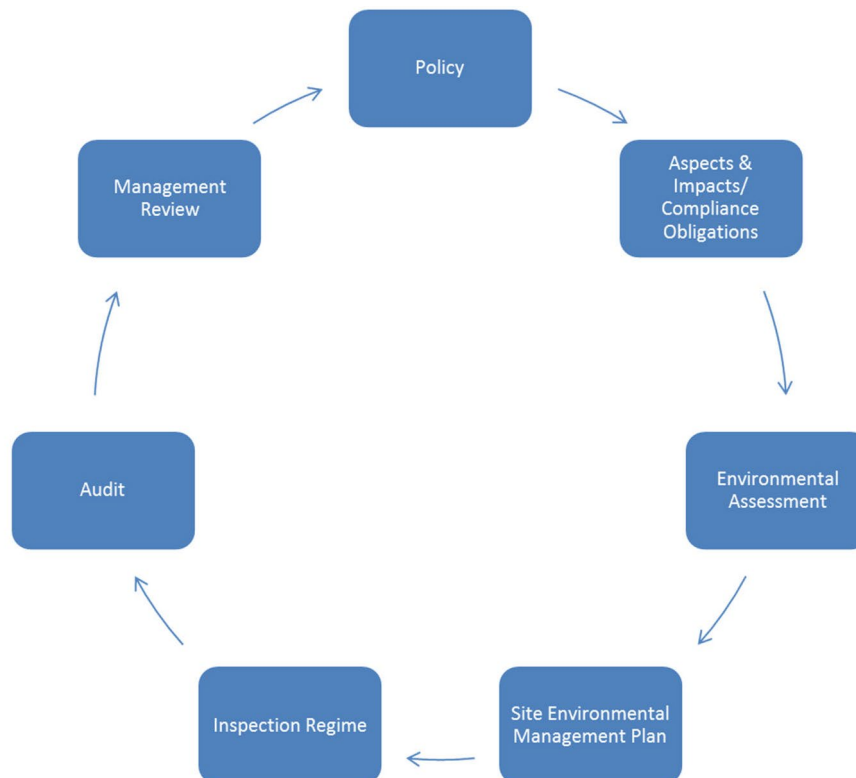 Policy
Aspects &
Impacts/
Compliance
Obligations
Environmental
Assessment
Site Environmental
Management Plan
Inspection Regime
Audit
Management
Review